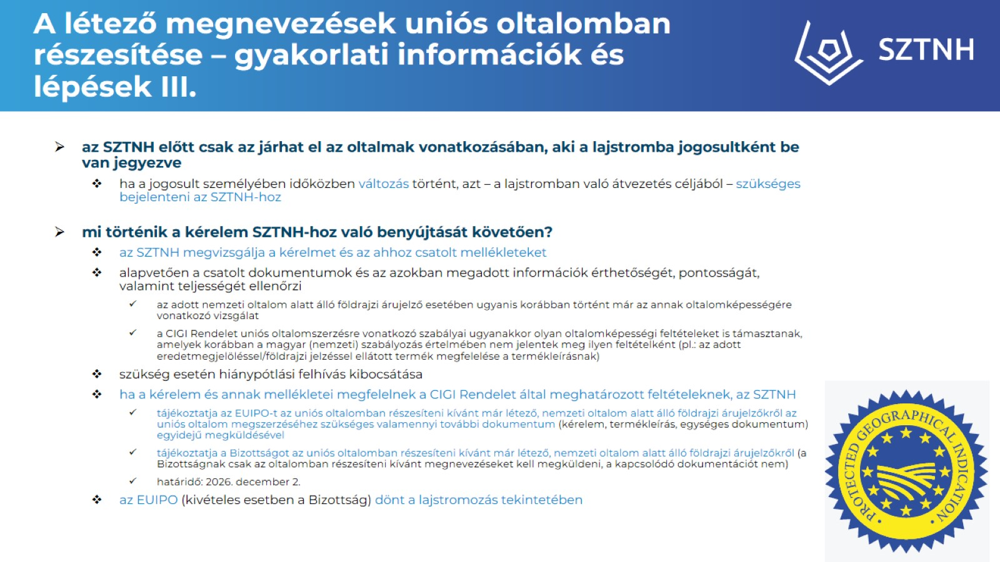 A létező megnevezések uniós oltalomban
részesítése – gyakorlati információk és
lépések III.
SZTNH
az SZTNH előtt csak az járhat el az oltalmak vonatkozásában, aki a lajstromba jogosultként be
van jegyezve
ha a jogosult személyében időközben változás történt, azt – a lajstromban való átvezetés céljából – szükséges
bejelenteni az SZTNH-hoz
mi történik a kérelem SZTNH-hoz való benyújtását követően?
az SZTNH megvizsgálja a kérelmet és az ahhoz csatolt mellékleteket
alapvetően a csatolt dokumentumok és az azokban megadott információk érthetőségét, pontosságát,
valamint teljességét ellenőrzi
az adott nemzeti oltalom alatt álló földrajzi árujelző esetében ugyanis korábban történt már az annak oltalomképességére
vonatkozó vizsgálat
a CIGI Rendelet uniós oltalomszerzésre vonatkozó szabályai ugyanakkor olyan oltalomképességi feltételeket is támasztanak,
amelyek korábban a magyar (nemzeti) szabályozás értelmében nem jelentek meg ilyen feltételként (pl.: az adott
eredetmegjelöléssel/földrajzi jelzéssel ellátott termék megfelelése a termékleírásnak)
szükség esetén hiánypótlási felhívás kibocsátása
ha a kérelem és annak mellékletei megfelelnek a CIGI Rendelet által meghatározott feltételeknek, az SZTNH
tájékoztatja az EUIPO-t az uniós oltalomban részesíteni kívánt már létező, nemzeti oltalom alatt álló földrajzi árujelzőkről az
uniós oltalom megszerzéséhez szükséges valamennyi további dokumentum (kérelem, termékleírás, egységes dokumentum)
egyidejű megküldésével
tájékoztatja a Bizottságot az uniós oltalomban részesíteni kívánt már létező, nemzeti oltalom alatt álló földrajzi árujelzőkről (a
Bizottságnak csak az oltalomban részesíteni kívánt megnevezéseket kell megküldeni, a kapcsolódó dokumentációt nem)
határidő: 2026. december 2.
az EUIPO (kivételes esetben a Bizottság) dönt a lajstromozás tekintetében
PROTECTED GEOGRAPHICAL INDICATION